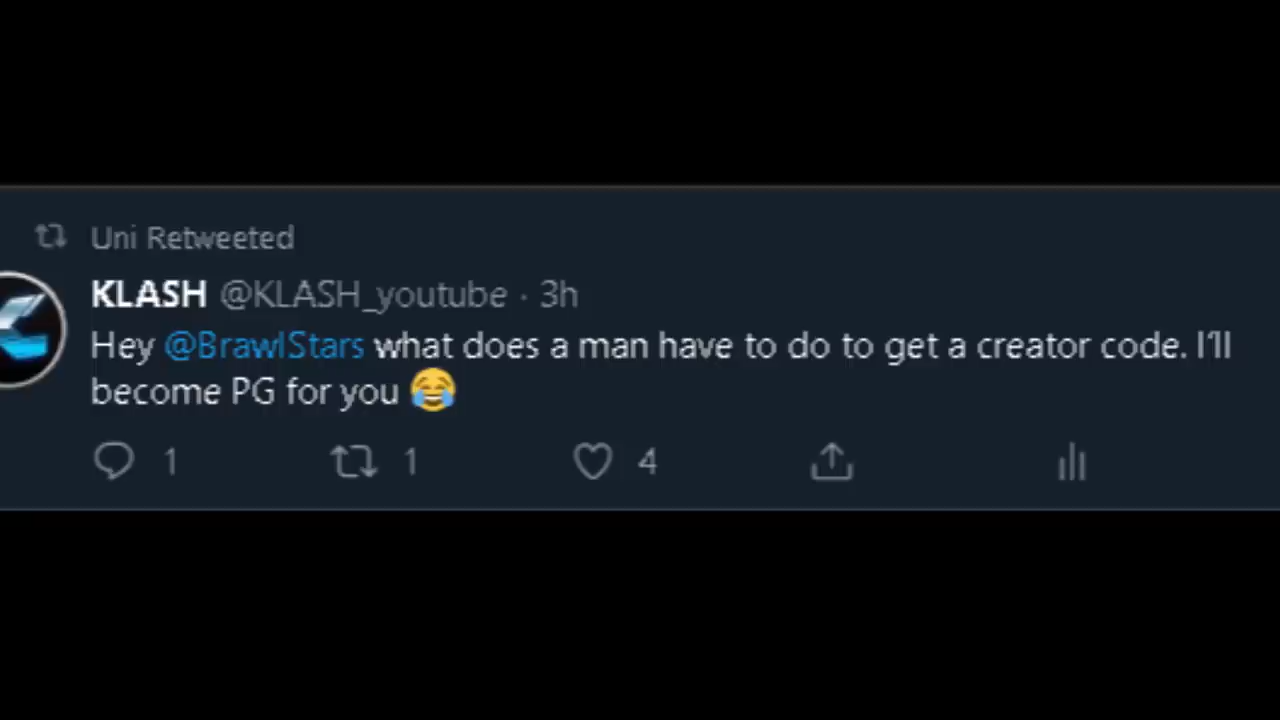 Uni Retweeted
KLASH @KLASH_youtube · 3h
Hey @BrawlStars what does a man have to do to get a creator code. I'll
become PG for you 😂
1 1 4